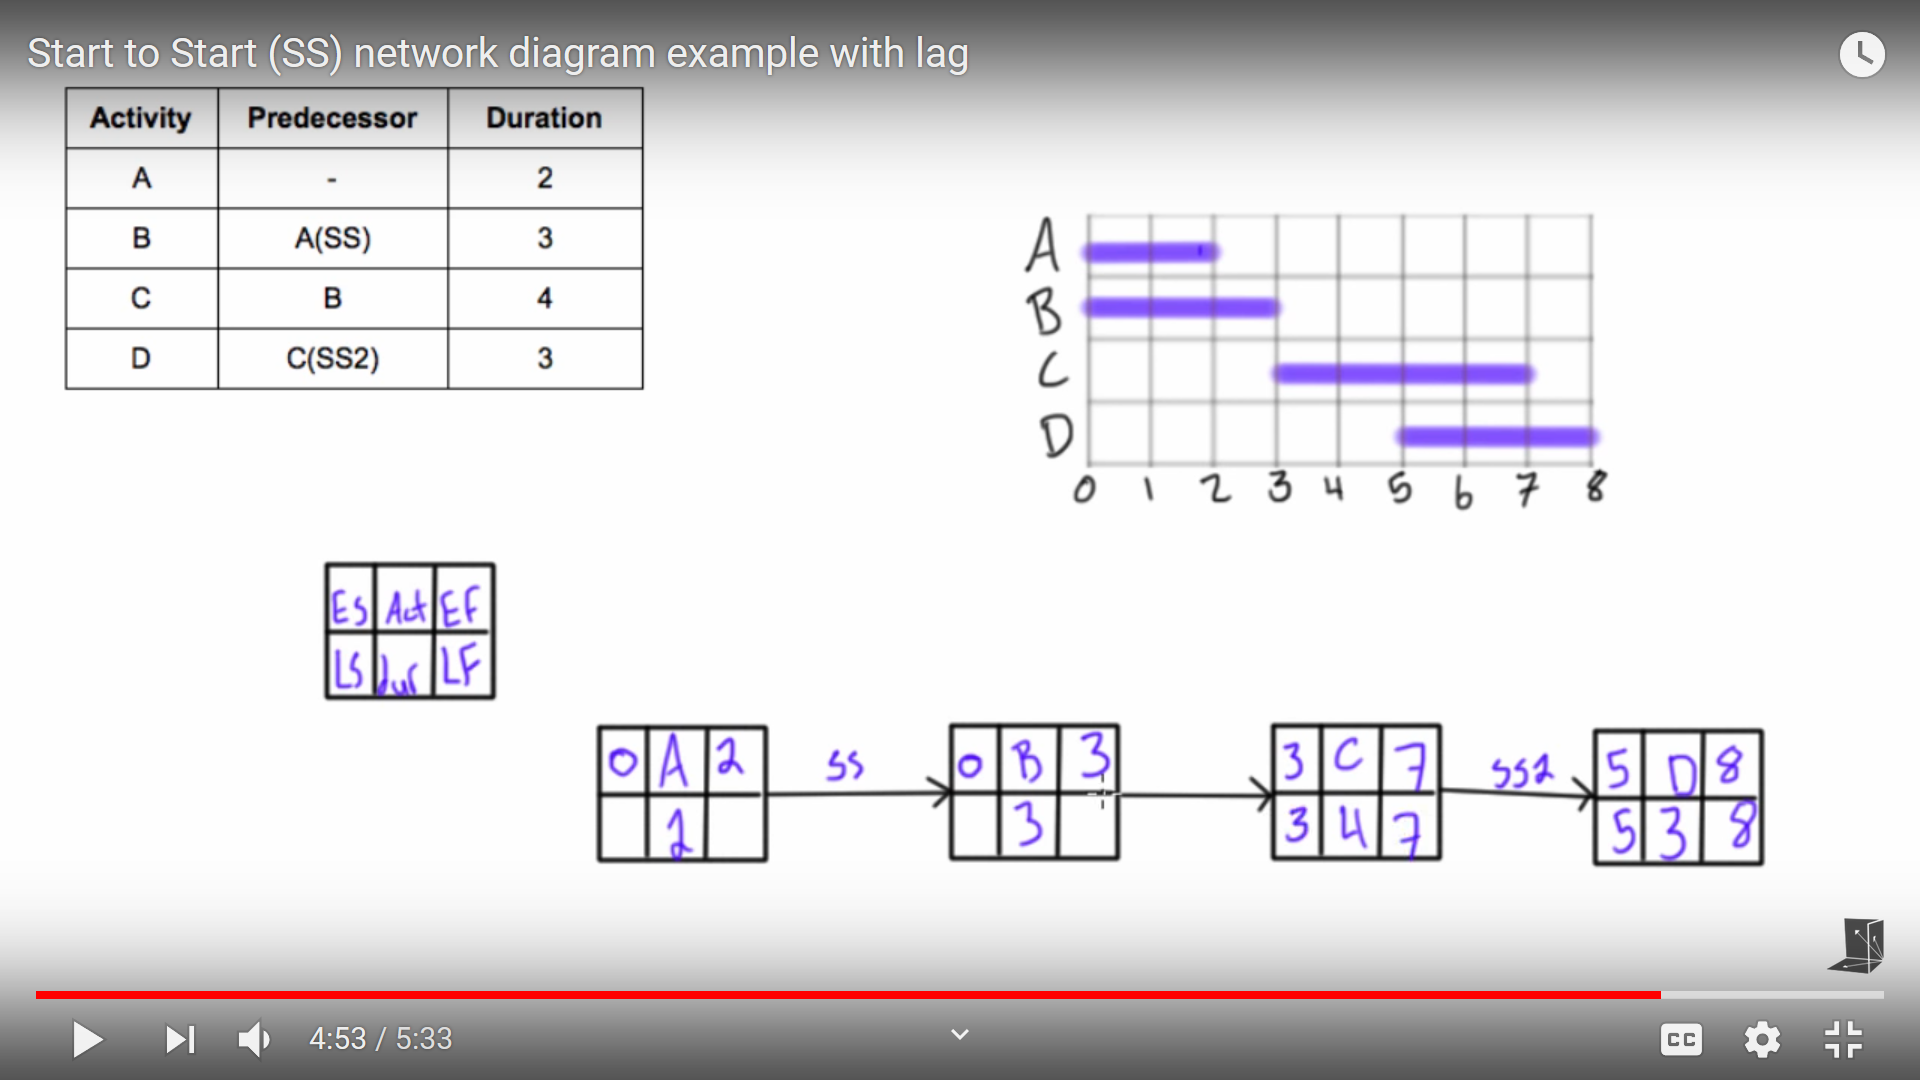 Start to Start (SS) network diagram example with lag
Activity Predecessor Duration
A - 2
B A(SS) 3
C B 4
D C(SS2) 3
A
B
C
D
0 1 2 3 4 5 6 7 8
Es Act EF
LS Dur LF
0 A 2
2
SS
0 B 3
3
3 C 7
3 4 7
SS2
5 D 8
5 3 8
4:53 / 5:33
CC